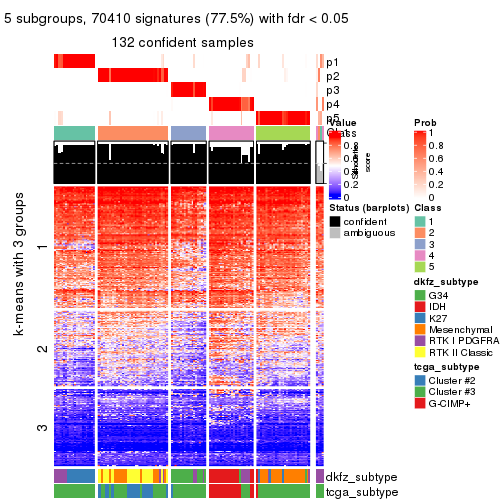 5 subgroups, 70410 signatures (77.5%) with fdr < 0.05
132 confident samples
p1
p2
p3
p4
p5
Class
Silhouette
score
k-means with 3 groups
1
2
3
dkfz_subtype
tcga_subtype
Value
1
0.8
0.6
0.4
0.2
0
Status (barplots)
confident
ambiguous
Prob
1
0.8
0.6
0.4
0.2
0
Class
1
2
3
4
5
dkfz_subtype
G34
IDH
K27
Mesenchymal
RTK I PDGFRA
RTK II Classic
tcga_subtype
Cluster #2
Cluster #3
G-CIMP+